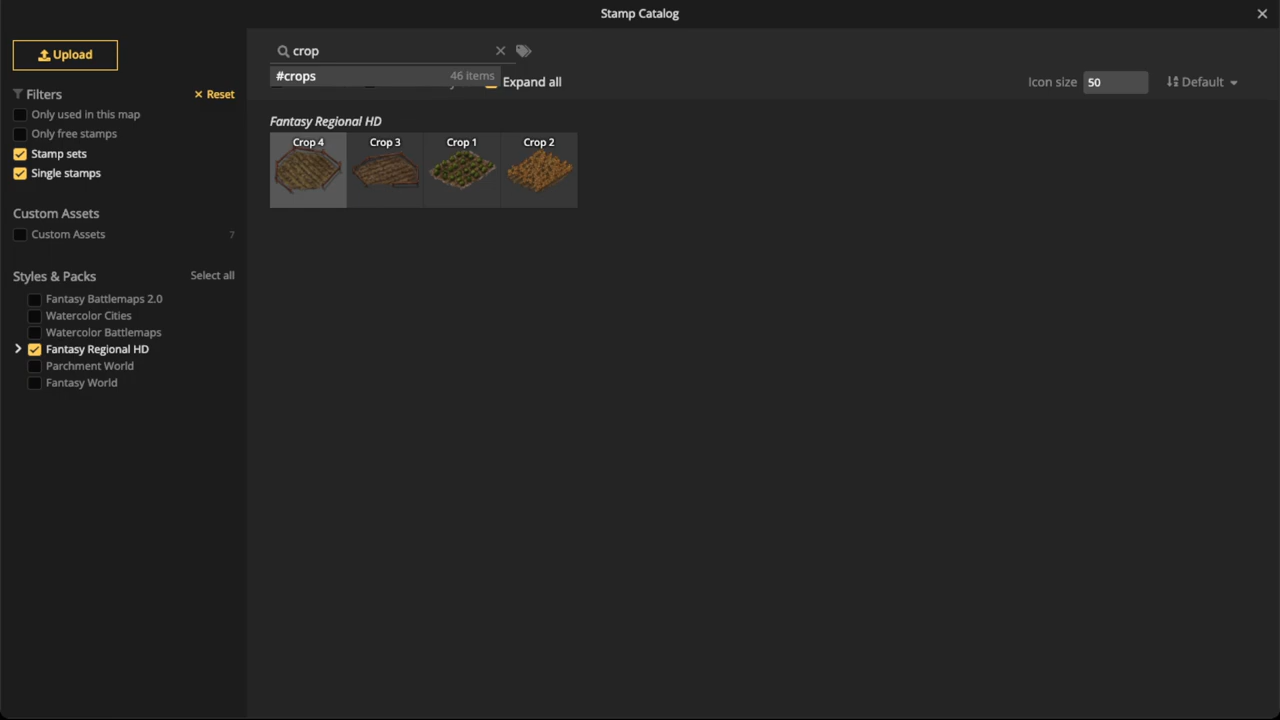 Stamp Catalog
Upload
Filters
Reset
Only used in this map
Only free stamps
Stamp sets
Single stamps
Custom Assets
Custom Assets 7
Styles & Packs Select all
Fantasy Battlemaps 2.0
Watercolor Cities
Watercolor Battlemaps
Fantasy Regional HD
Parchment World
Fantasy World
crop
#crops 46 items
Expand all
Icon size 50 Default
Fantasy Regional HD
Crop 4 Crop 3 Crop 1 Crop 2